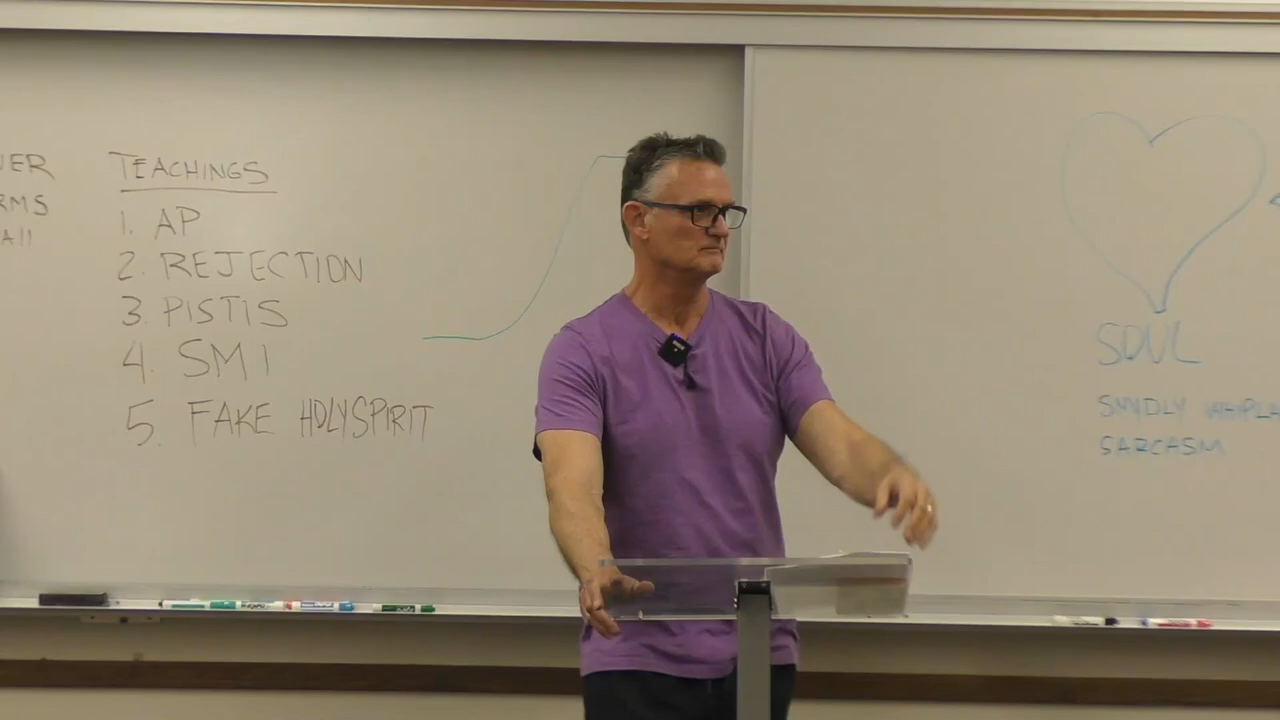 TEACHINGS
1. AP
2. REJECTION
3. PISTIS
4. SMI
5. FAKE HOLYSPIRIT
SOUL
SARCASM